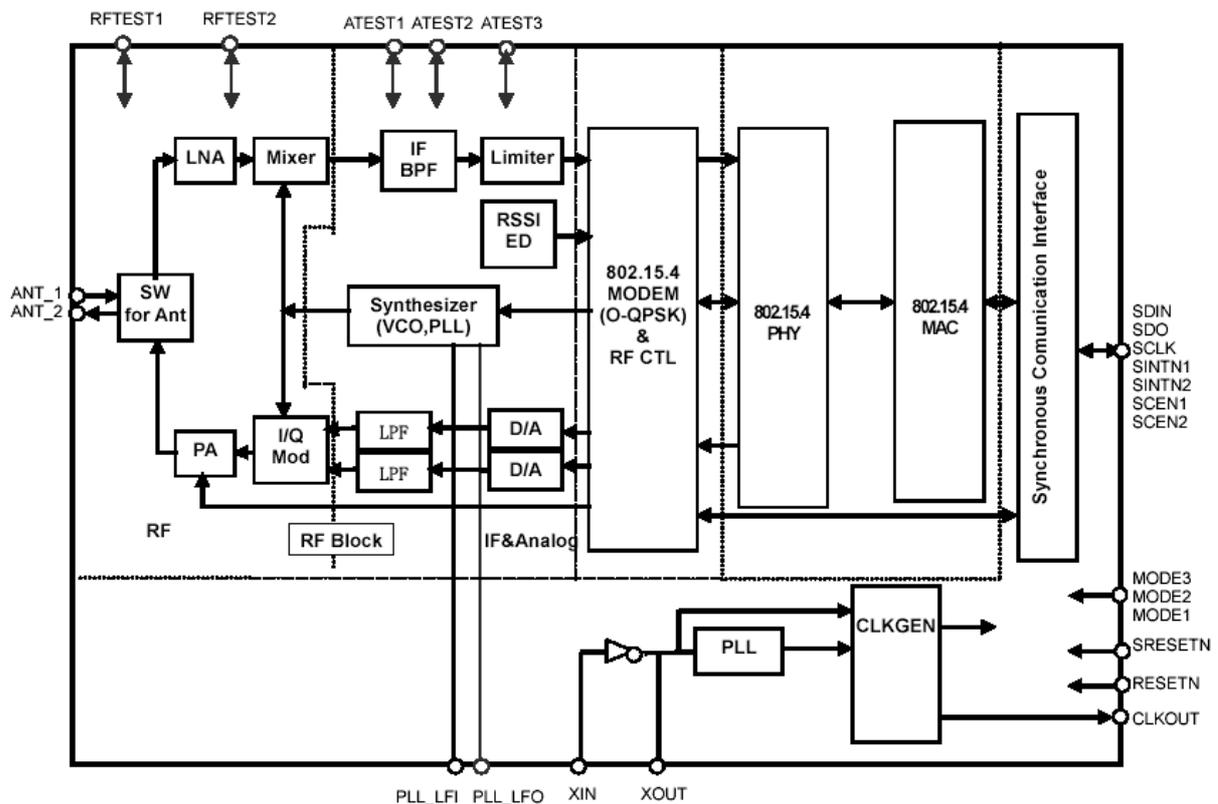 RFTEST1
RFTEST2
ATEST1
ATEST2
ATEST3
LNA
Mixer
IF
BPF
Limiter
RSSI
ED
ANT_1
ANT_2
SW
for Ant
Synthesizer
(VCO,PLL)
802.15.4
MODEM
(O-QPSK)
&
RF CTL
802.15.4
PHY
802.15.4
MAC
Synchronous Comunication Interface
SDIN
SDO
SCLK
SINTN1
SINTN2
SCEN1
SCEN2
PA
I/Q
Mod
LPF
D/A
LPF
D/A
RF
RF Block
IF&Analog
MODE3
MODE2
MODE1
CLKGEN
PLL
SRESETN
RESETN
CLKOUT
PLL_LFI
PLL_LFO
XIN
XOUT